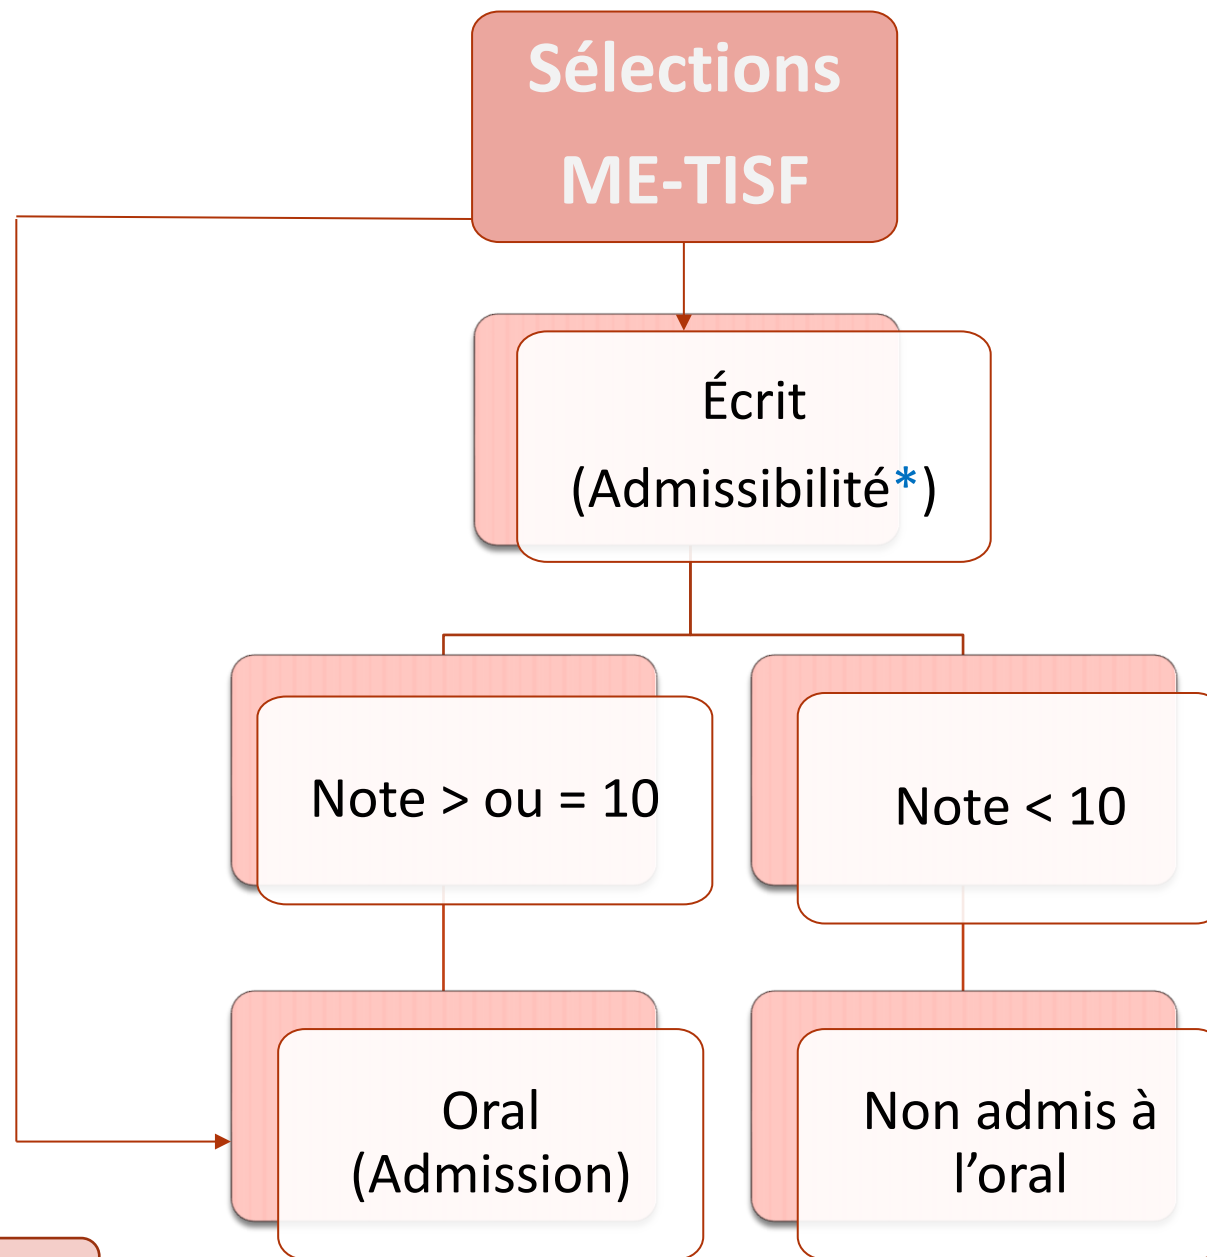 Sélections
ME-TISF
Écrit
(Admissibilité*)
Note > ou = 10
Note < 10
Oral
(Admission)
Non admis à
l’oral